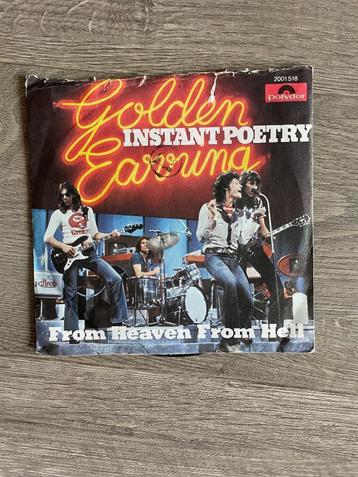 2001 518
polydor
Golden
INSTANT POETRY
Earring
From Heaven From Hell